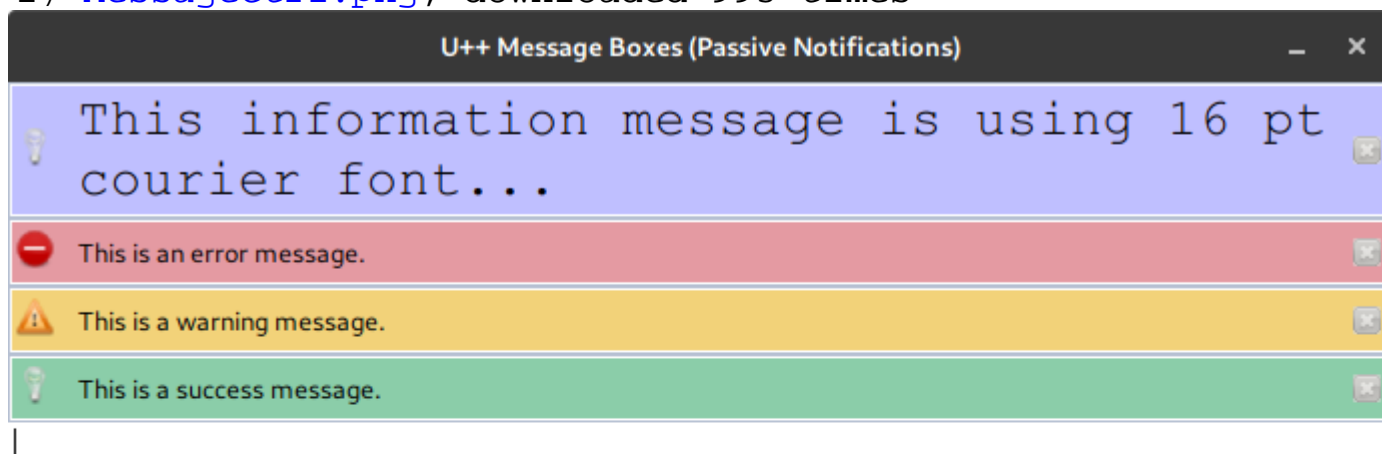 U++ Message Boxes (Passive Notifications)
This information message is using 16 pt
courier font...
This is an error message.
This is a warning message.
This is a success message.